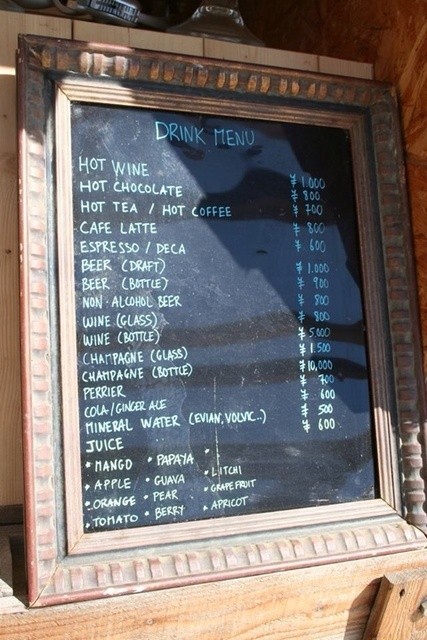 DRINK MENU
HOT WINE ¥ 1.000
HOT CHOCOLATE ¥ 800
HOT TEA / HOT COFFEE ¥ 700
CAFE LATTE ¥ 800
ESPRESSO / DECA ¥ 600
BEER (DRAFT) ¥ 1.000
BEER (BOTTLE) ¥ 900
NON ALCOHOL BEER ¥ 800
WINE (GLASS) ¥ 800
WINE (BOTTLE) ¥ 5,000
CHAMPAGNE (GLASS) ¥ 1.500
CHAMPAGNE (BOTTLE) ¥ 10,000
PERRIER ¥ 700
COLA / GINGER ALE ¥ 600
MINERAL WATER (EVIAN, VOLVIC..) ¥ 500
JUICE ¥ 600
* MANGO * PAPAYA *
* APPLE * GUAVA * LITCHI
* ORANGE * PEAR * GRAPEFRUIT
* TOMATO * BERRY * APRICOT